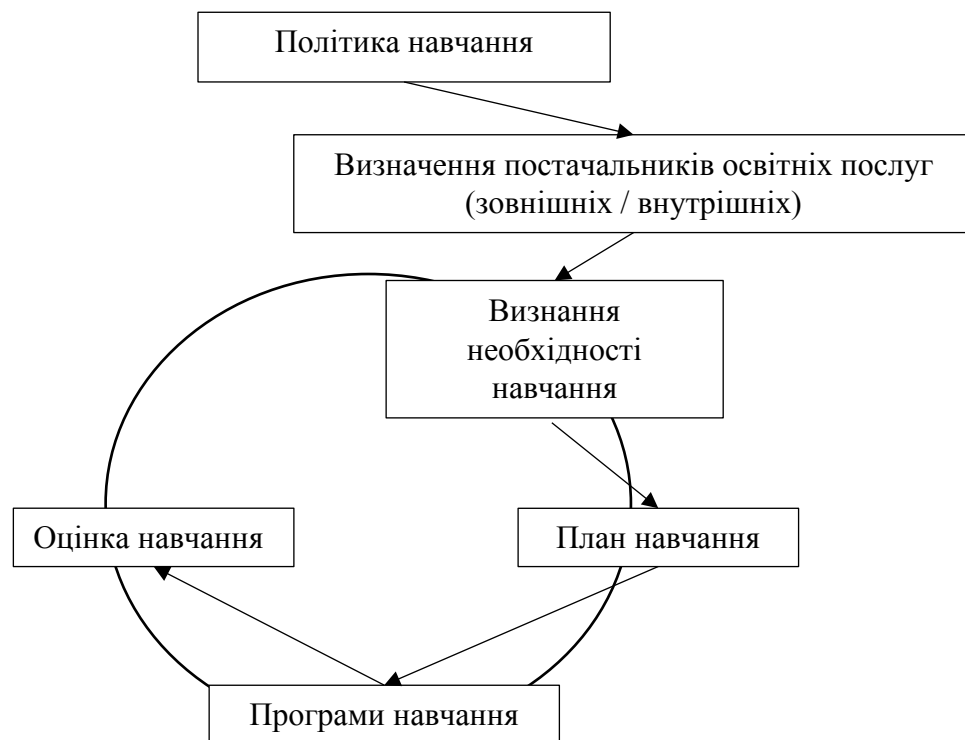 Політика навчання
Визначення постачальників освітніх послуг
(зовнішніх / внутрішніх)
Визнання
необхідності
навчання
Оцінка навчання
План навчання
Програми навчання